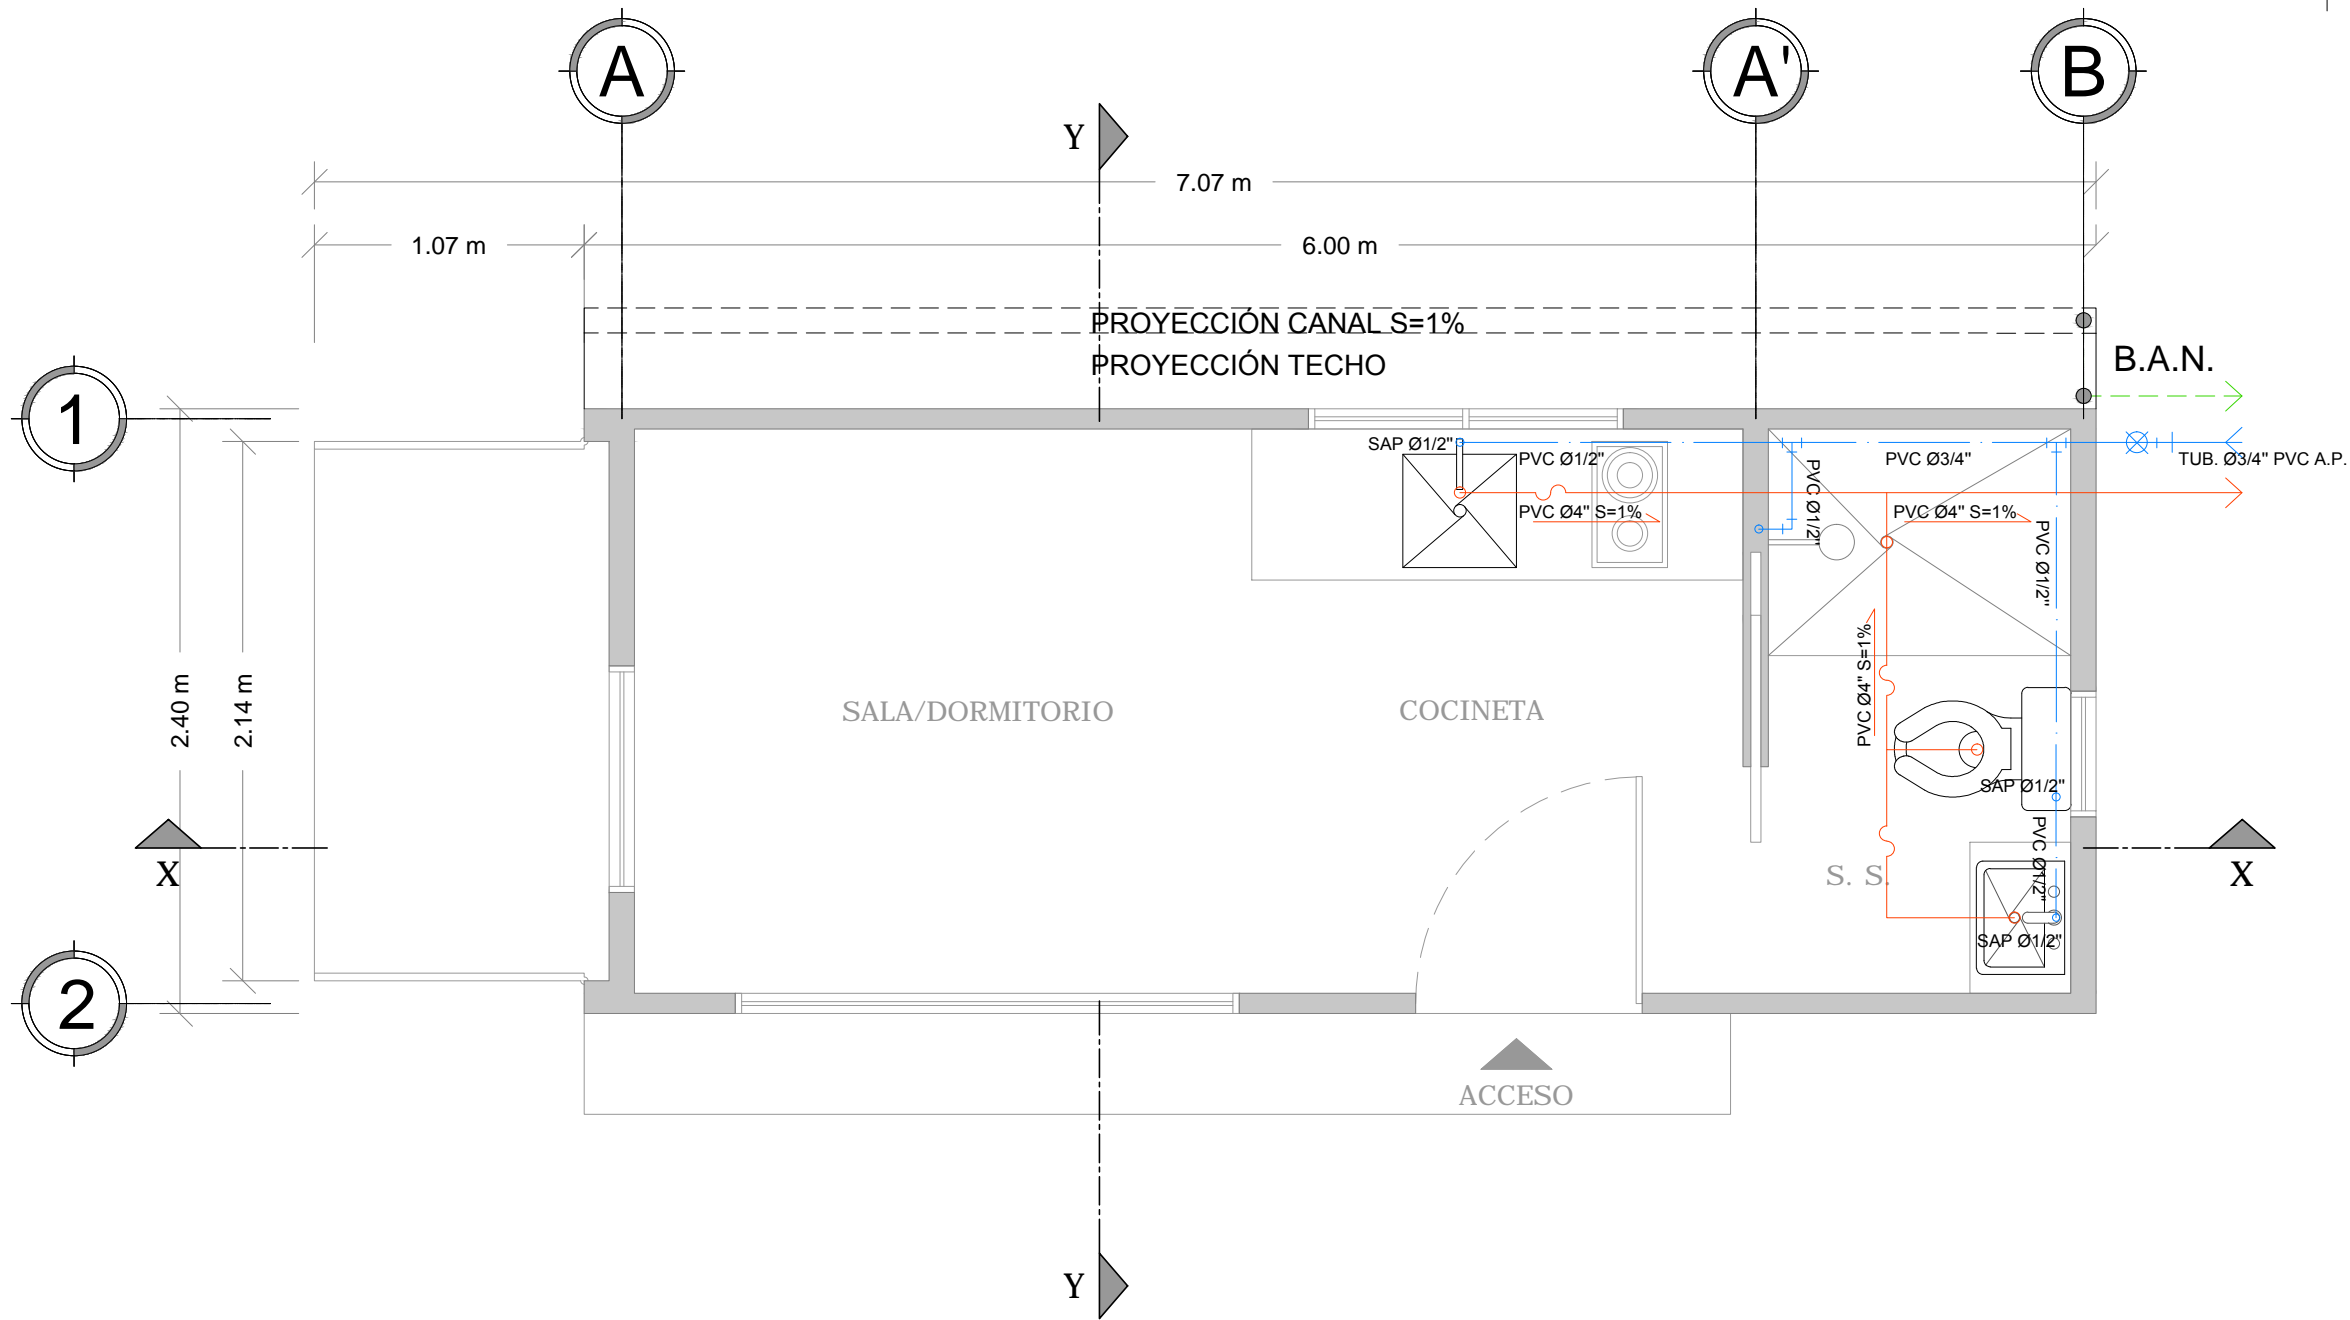 A
A'
B
Y
7.07 m
1.07 m
6.00 m
PROYECCIÓN CANAL S=1%
PROYECCIÓN TECHO
B.A.N.
1
SAP Ø1/2"
PVC Ø1/2"
PVC Ø3/4"
TUB. Ø3/4" PVC A.P.
PVC Ø1/2"
PVC Ø4" S=1%
PVC Ø4" S=1%
PVC Ø1/2"
PVC Ø4" S=1%
2.40 m
2.14 m
SALA/DORMITORIO
COCINETA
SAP Ø1/2"
PVC Ø1/2"
X
S. S.
X
SAP Ø1/2"
2
ACCESO
Y